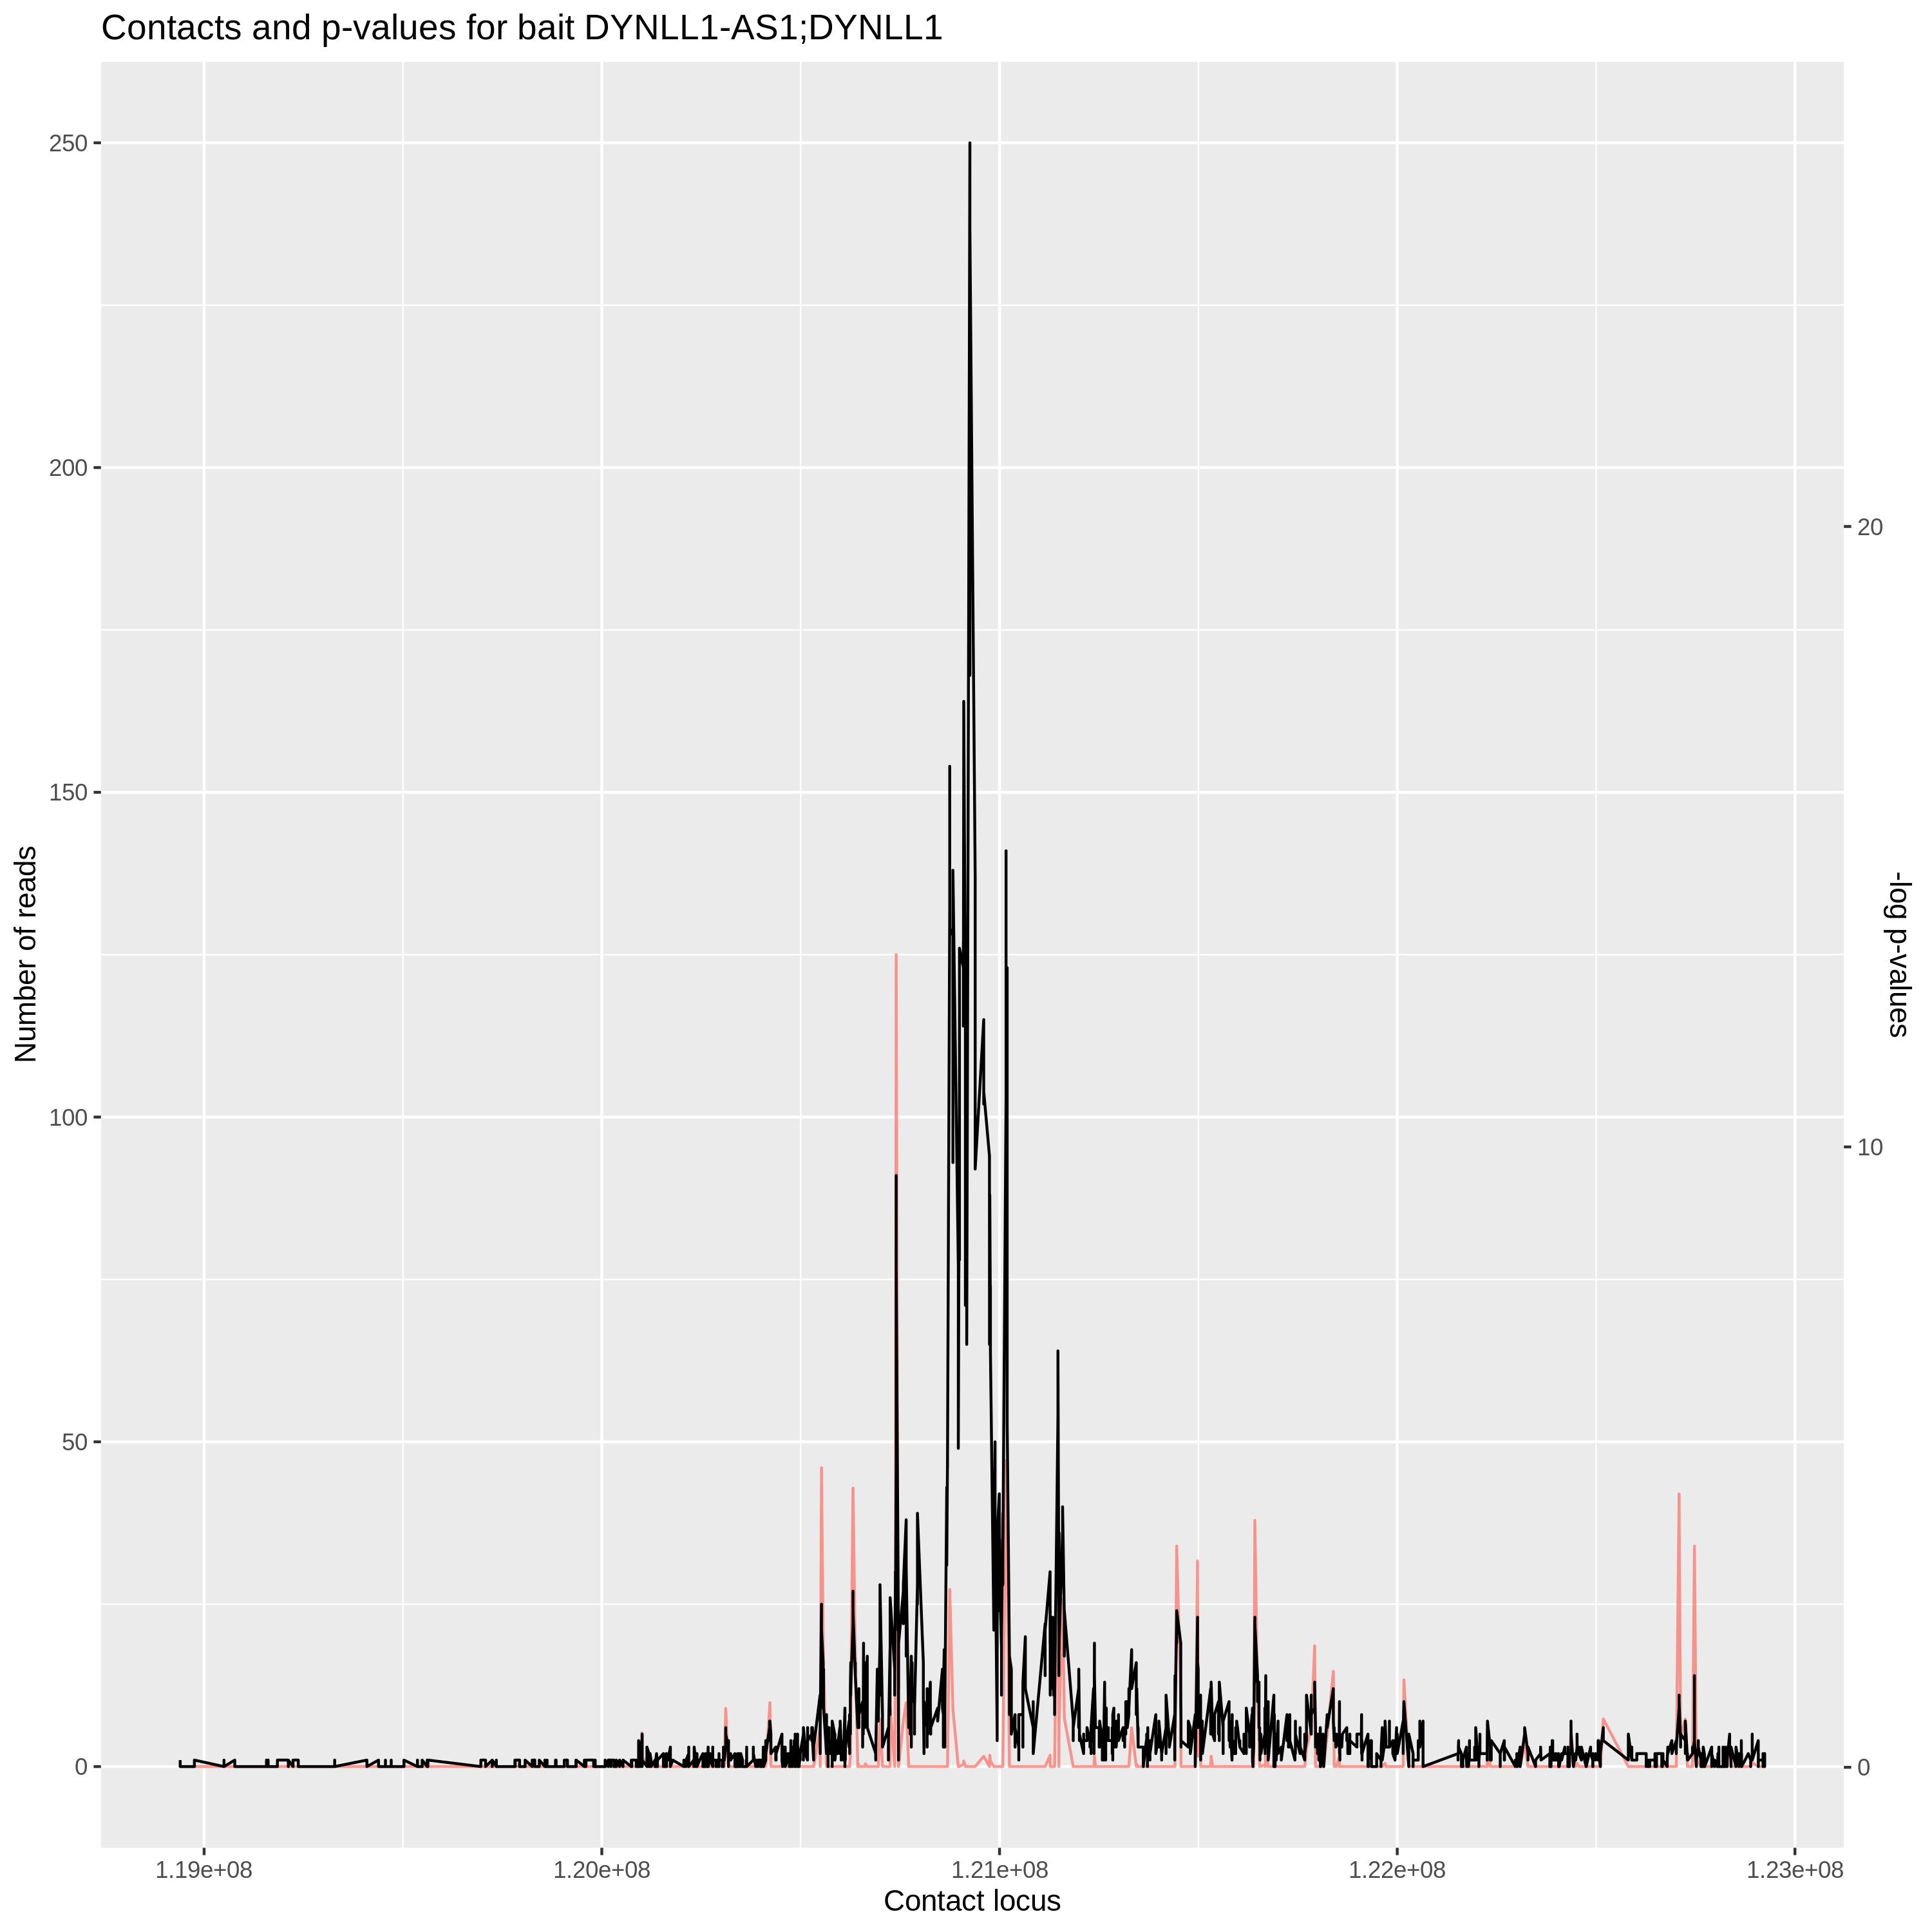 Contacts and p-values for bait DYNLL1-AS1;DYNLL1
250
200
150
100
50
0
Number of reads
20
10
0
-log p-values
1.19e+08
1.20e+08
1.21e+08
1.22e+08
1.23e+08
Contact locus